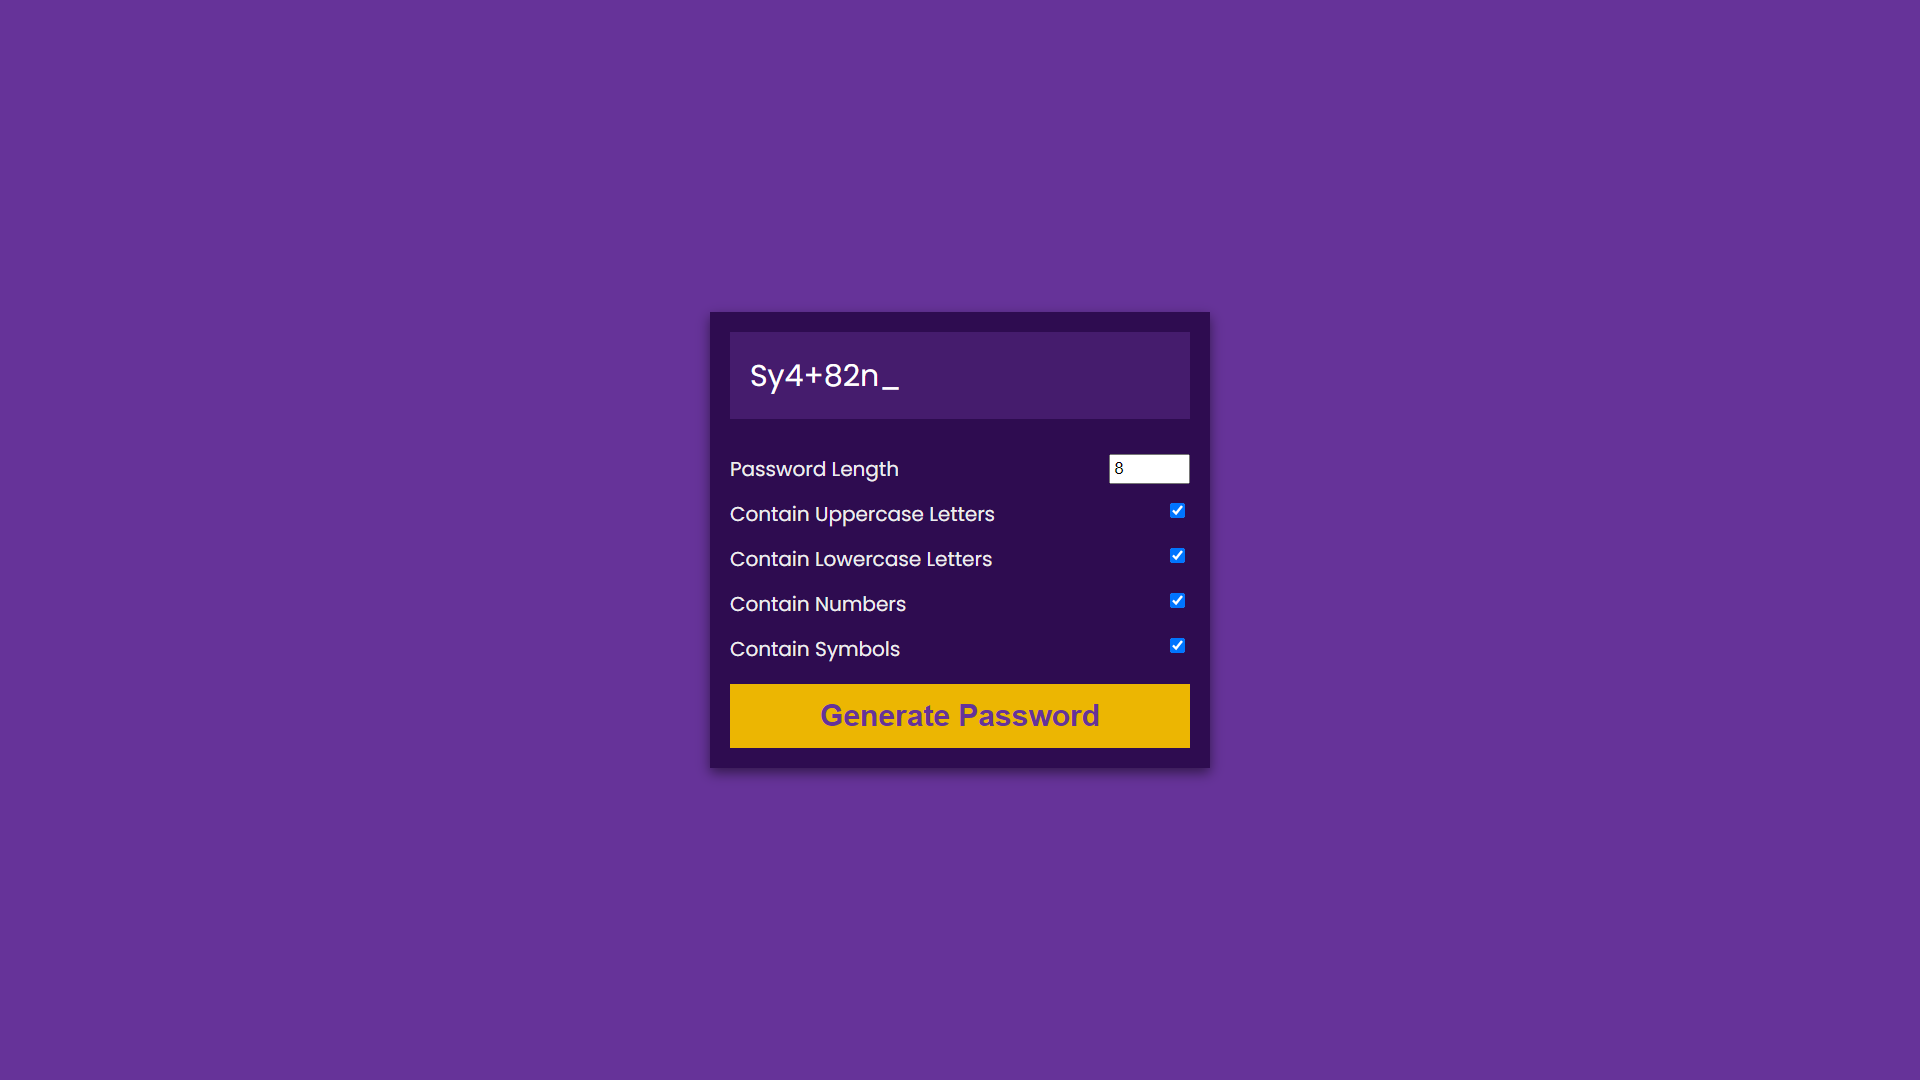 Sy4+82n_
Password Length 8
Contain Uppercase Letters
Contain Lowercase Letters
Contain Numbers
Contain Symbols
Generate Password